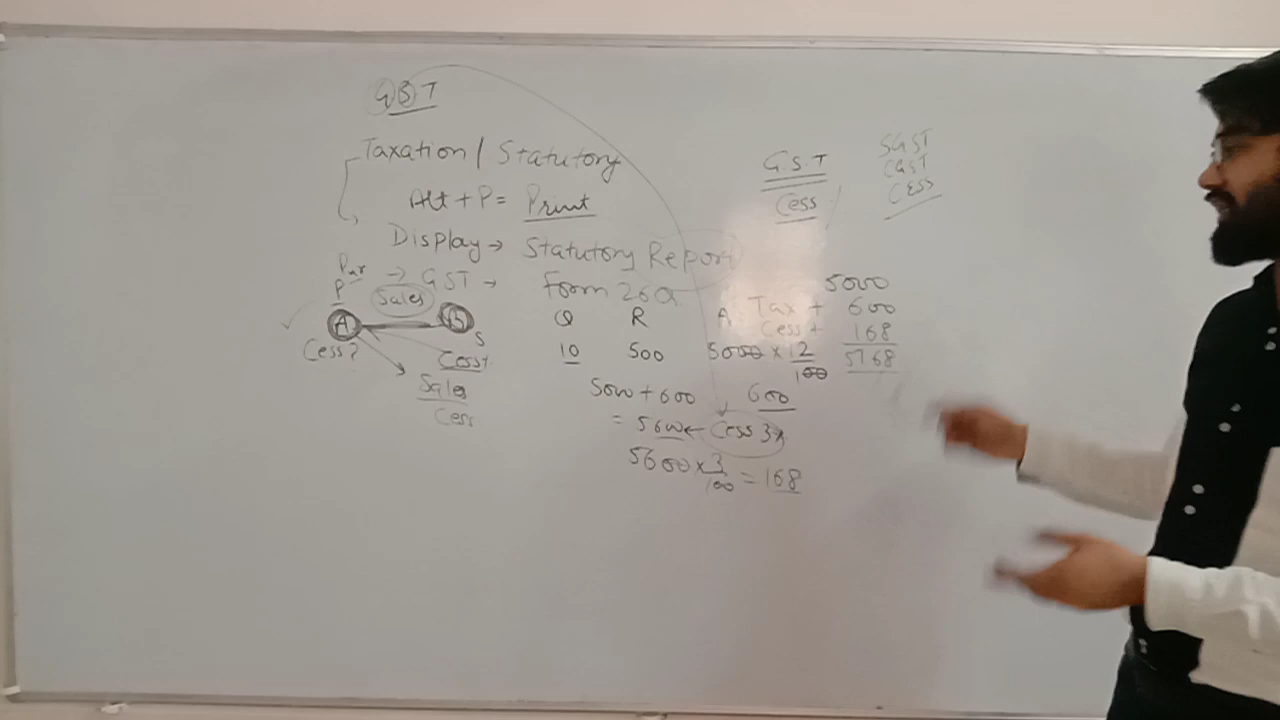 GST
Taxation / Statutory
Alt + P = Print
Display → Statutory Report
Pur → GST → Form 26Q
P Sales
A B S
Cess? Cess+
Sales
Cess
Q R A
10 500 5000 × 12/100
5000 + 600 600
= 5600 ← Cess 3%
5600 × 3/100 = 168
G.S.T
Cess
SGST
CGST
Cess
5000
Tax + 600
Cess + 168
5768